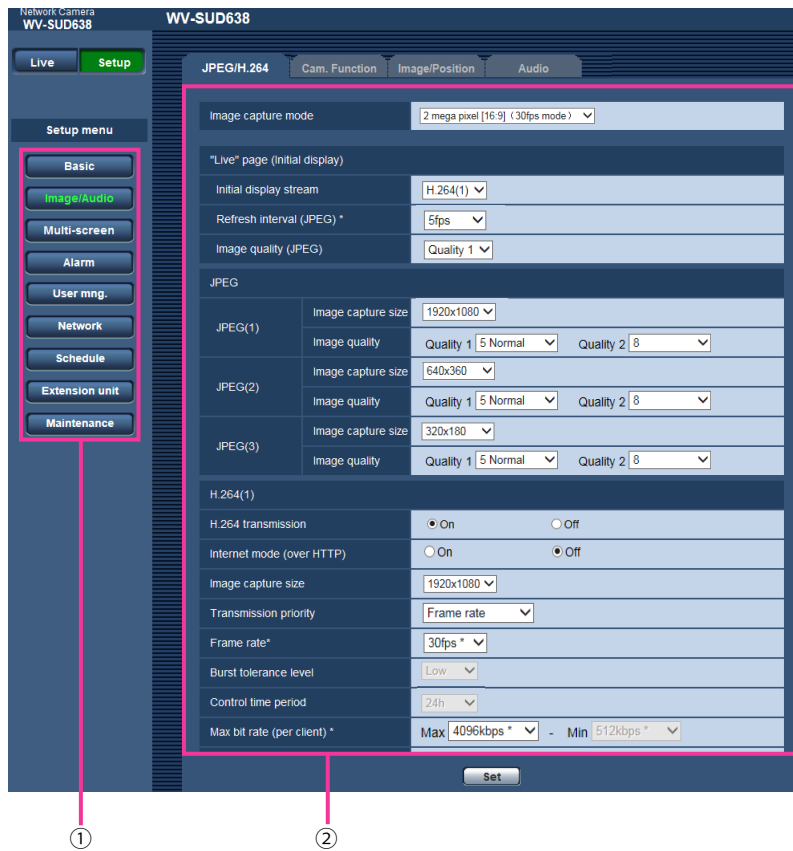 Network Camera
WV-SUD638
WV-SUD638
Live Setup
Setup menu
Basic
Image/Audio
Multi-screen
Alarm
User mng.
Network
Schedule
Extension unit
Maintenance
JPEG/H.264 Cam. Function Image/Position Audio
Image capture mode 2 mega pixel [16:9] (30fps mode)
"Live" page (Initial display)
Initial display stream H.264(1)
Refresh interval (JPEG) * 5fps
Image quality (JPEG) Quality 1
JPEG
JPEG(1)
Image capture size 1920x1080
Image quality Quality 1 5 Normal Quality 2 8
JPEG(2)
Image capture size 640x360
Image quality Quality 1 5 Normal Quality 2 8
JPEG(3)
Image capture size 320x180
Image quality Quality 1 5 Normal Quality 2 8
H.264(1)
H.264 transmission On Off
Internet mode (over HTTP) On Off
Image capture size 1920x1080
Transmission priority Frame rate
Frame rate* 30fps *
Burst tolerance level Low
Control time period 24h
Max bit rate (per client) * Max 4096kbps * - Min 512kbps *
Set
① ②